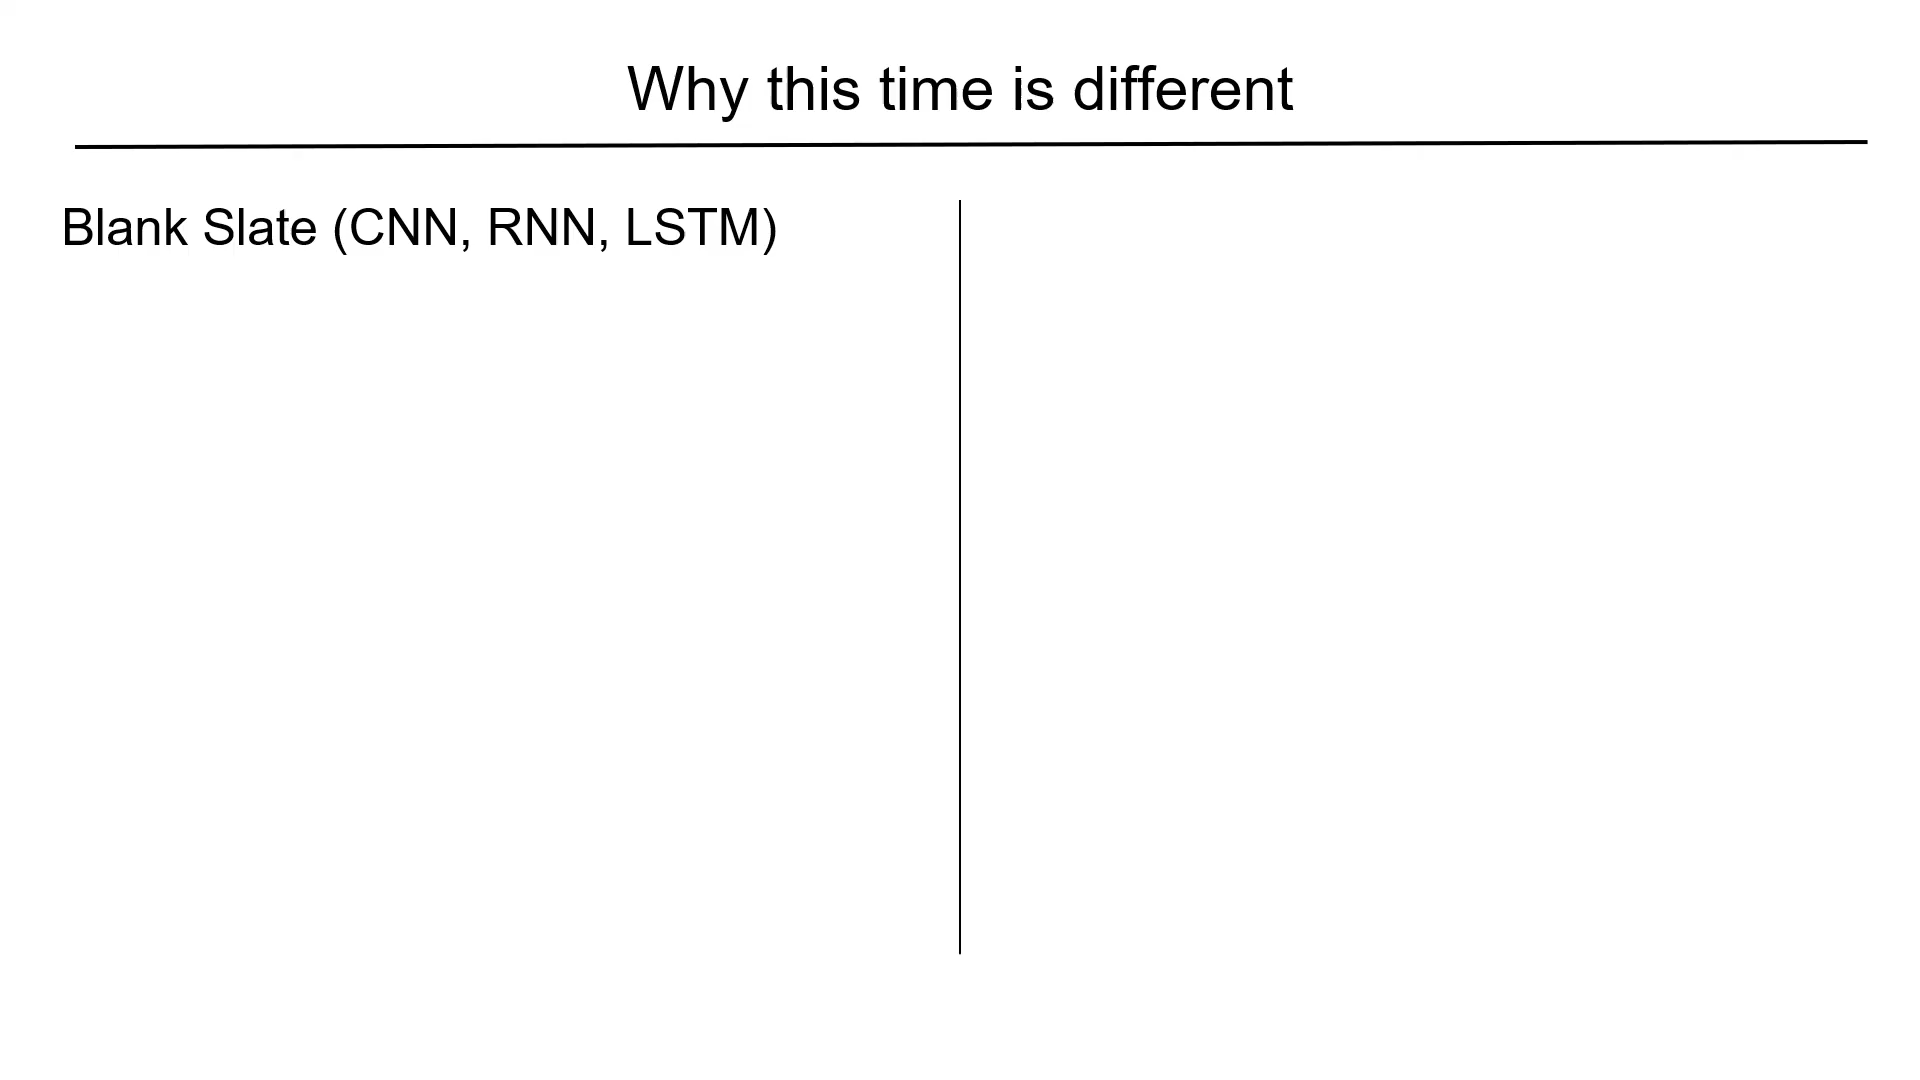 Why this time is different
Blank Slate (CNN, RNN, LSTM)